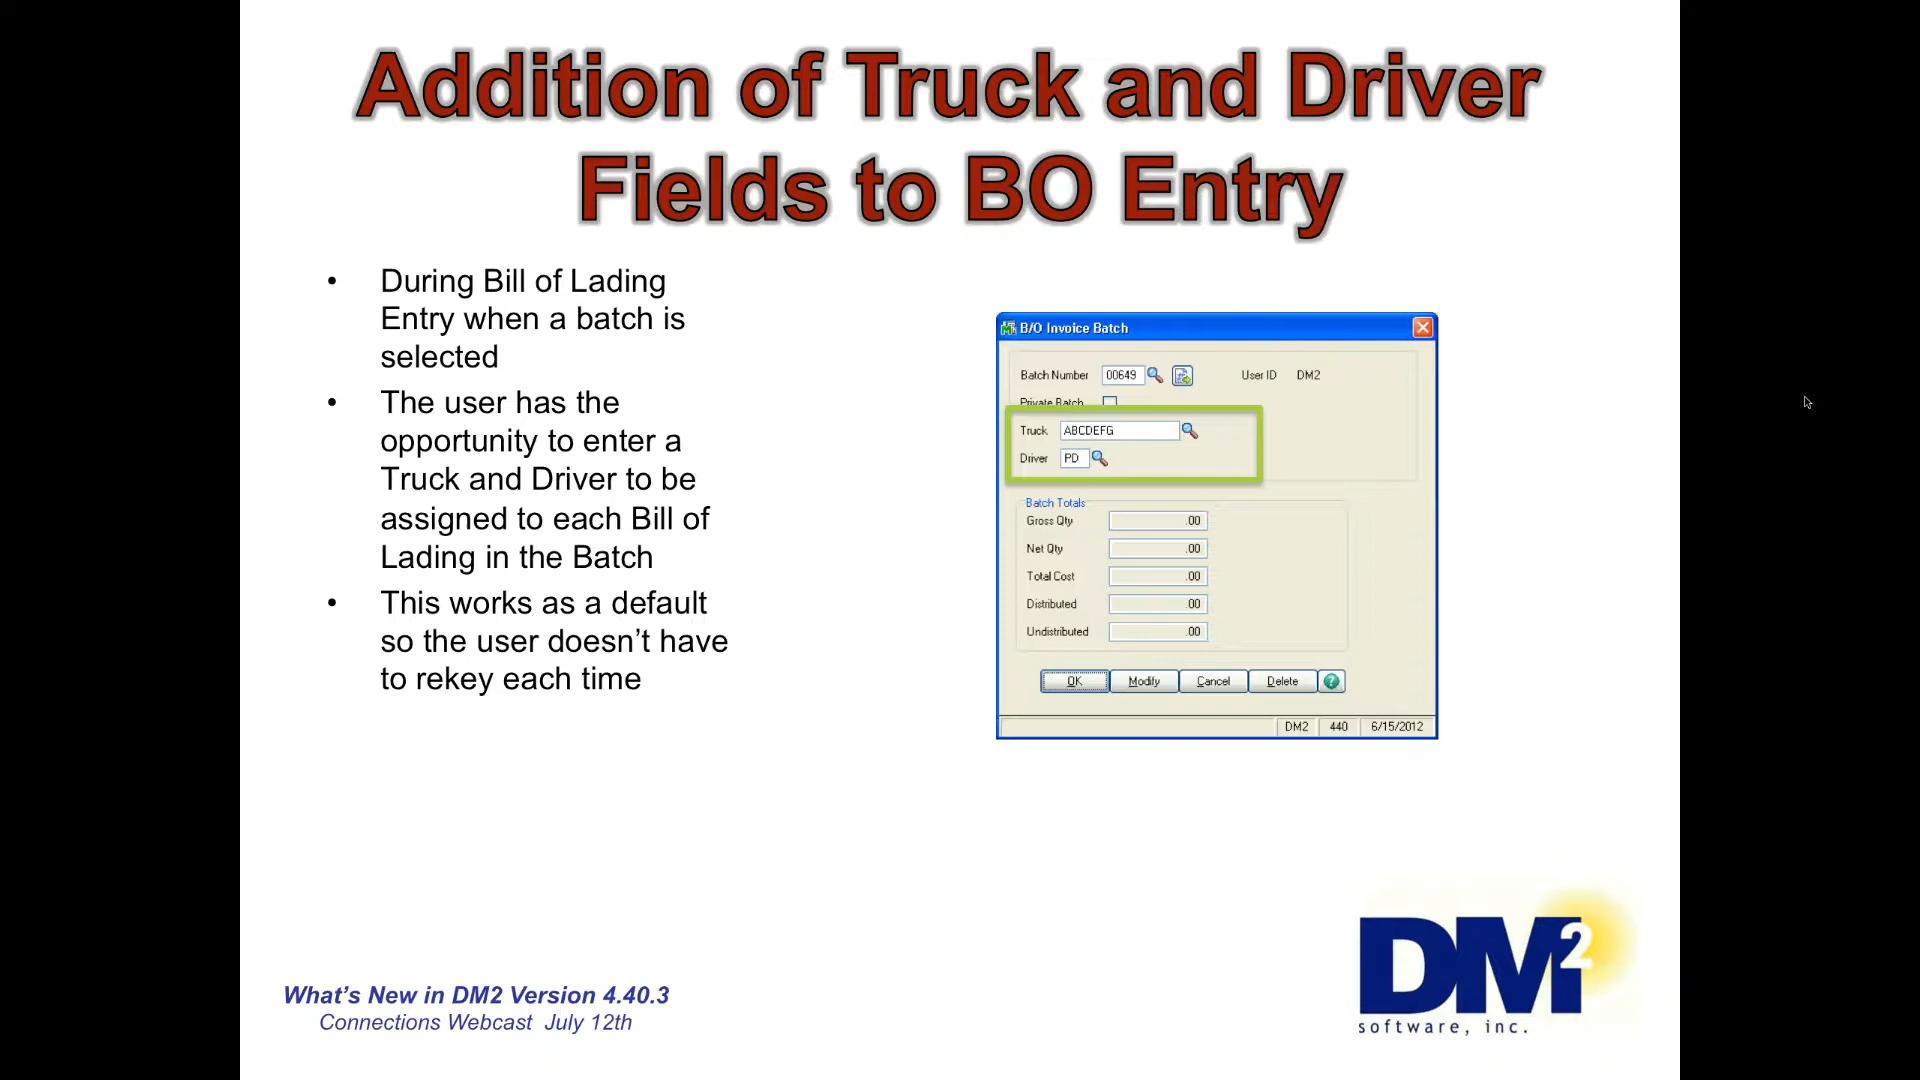 Addition of Truck and Driver
Fields to BO Entry
• During Bill of Lading
Entry when a batch is
selected
• The user has the
opportunity to enter a
Truck and Driver to be
assigned to each Bill of
Lading in the Batch
• This works as a default
so the user doesn’t have
to rekey each time
B/O Invoice Batch
Batch Number 00649 User ID DM2
Private Batch
Truck ABCDEFG
Driver PD
Batch Totals
Gross Qty .00
Net Qty .00
Total Cost .00
Distributed .00
Undistributed .00
OK Modify Cancel Delete ?
DM2 440 6/15/2012
What’s New in DM2 Version 4.40.3
Connections Webcast July 12th
DM2
software, inc.